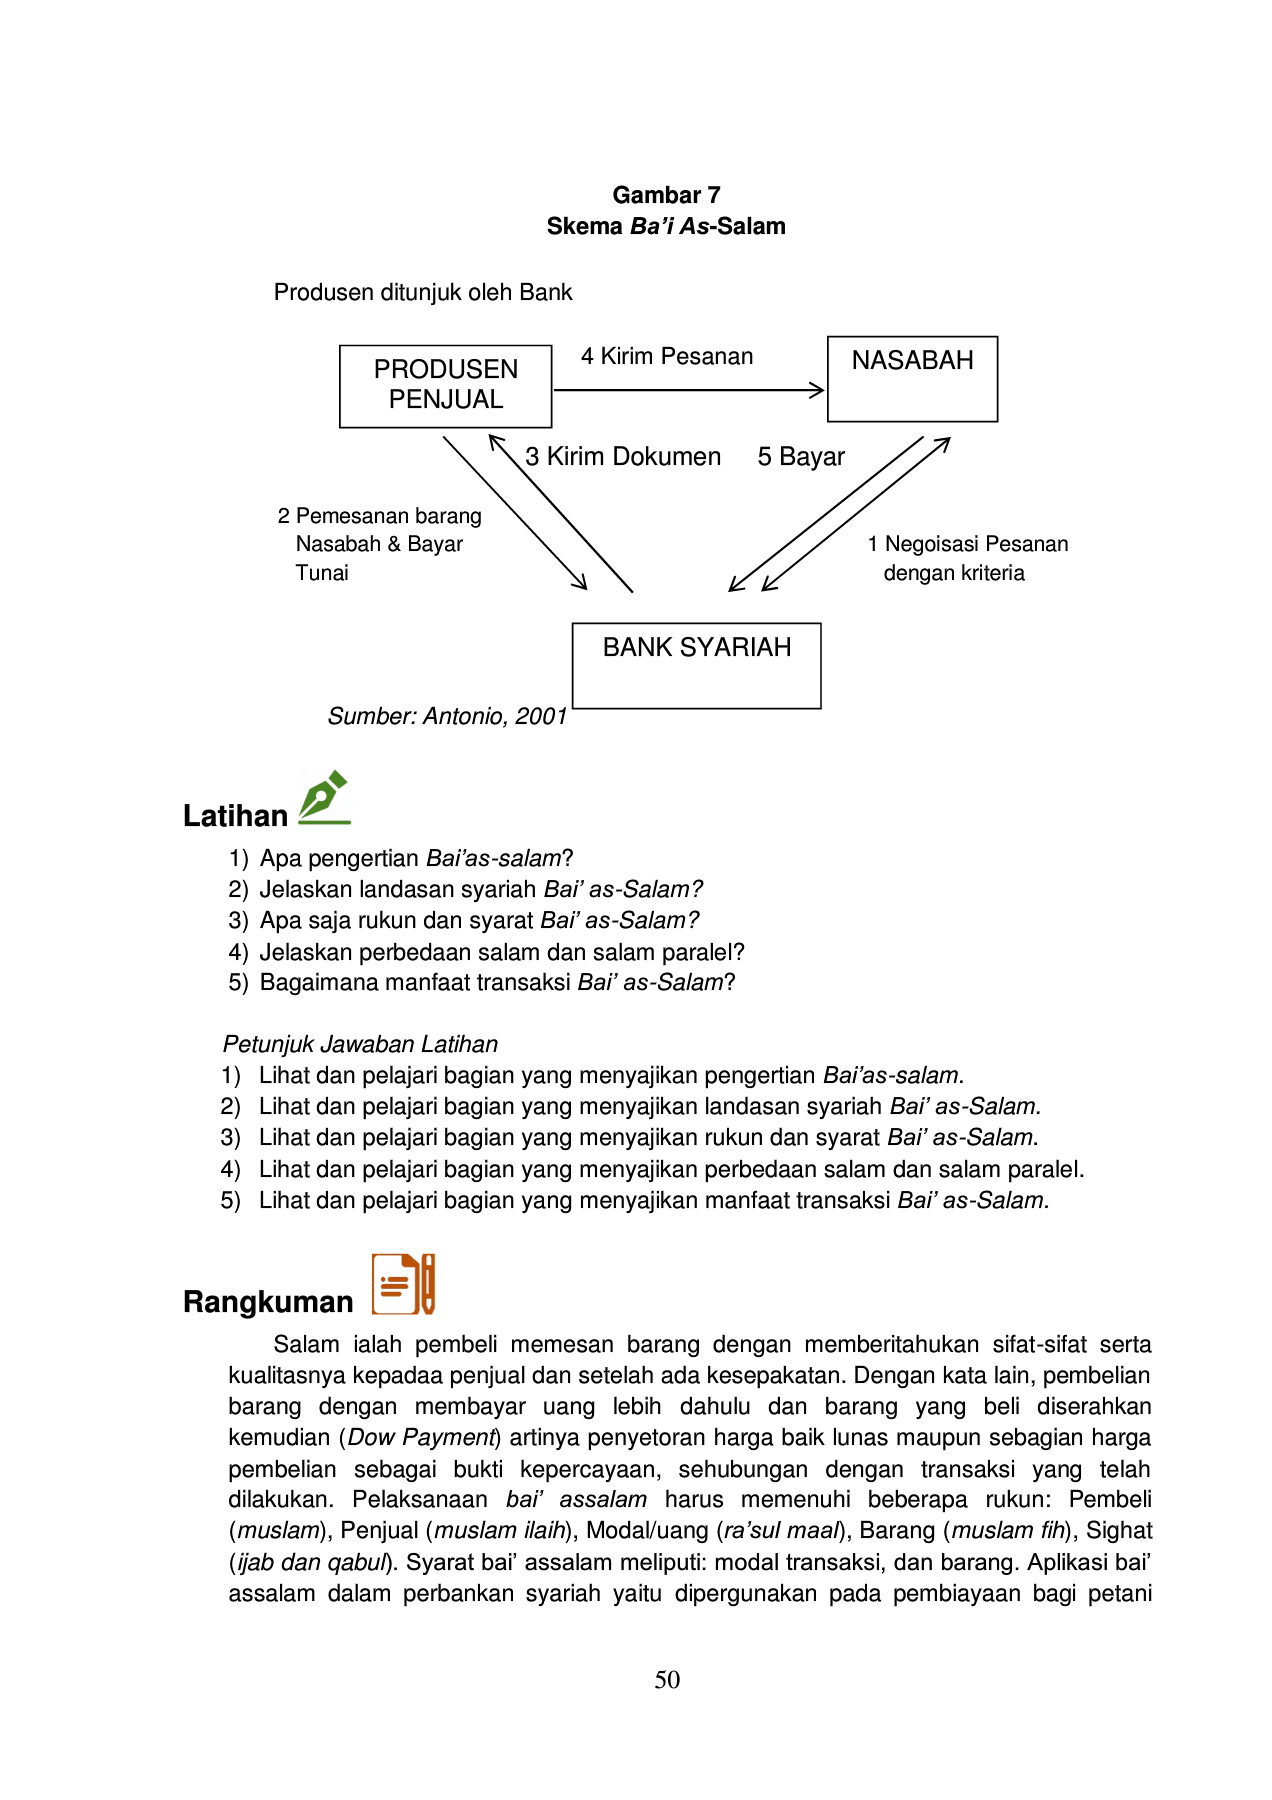 Gambar 7
Skema Ba’i As-Salam
Produsen ditunjuk oleh Bank
PRODUSEN
PENJUAL
4 Kirim Pesanan
NASABAH
3 Kirim Dokumen
5 Bayar
2 Pemesanan barang
Nasabah & Bayar
Tunai
1 Negoisasi Pesanan
dengan kriteria
BANK SYARIAH
Sumber: Antonio, 2001
Latihan
1) Apa pengertian Bai’as-salam?
2) Jelaskan landasan syariah Bai’ as-Salam?
3) Apa saja rukun dan syarat Bai’ as-Salam?
4) Jelaskan perbedaan salam dan salam paralel?
5) Bagaimana manfaat transaksi Bai’ as-Salam?
Petunjuk Jawaban Latihan
1) Lihat dan pelajari bagian yang menyajikan pengertian Bai’as-salam.
2) Lihat dan pelajari bagian yang menyajikan landasan syariah Bai’ as-Salam.
3) Lihat dan pelajari bagian yang menyajikan rukun dan syarat Bai’ as-Salam.
4) Lihat dan pelajari bagian yang menyajikan perbedaan salam dan salam paralel.
5) Lihat dan pelajari bagian yang menyajikan manfaat transaksi Bai’ as-Salam.
Rangkuman
Salam ialah pembeli memesan barang dengan memberitahukan sifat-sifat serta
kualitasnya kepadaa penjual dan setelah ada kesepakatan. Dengan kata lain, pembelian
barang dengan membayar uang lebih dahulu dan barang yang beli diserahkan
kemudian (Dow Payment) artinya penyetoran harga baik lunas maupun sebagian harga
pembelian sebagai bukti kepercayaan, sehubungan dengan transaksi yang telah
dilakukan. Pelaksanaan bai’ assalam harus memenuhi beberapa rukun: Pembeli
(muslam), Penjual (muslam ilaih), Modal/uang (ra’sul maal), Barang (muslam fih), Sighat
(ijab dan qabul). Syarat bai’ assalam meliputi: modal transaksi, dan barang. Aplikasi bai’
assalam dalam perbankan syariah yaitu dipergunakan pada pembiayaan bagi petani
50